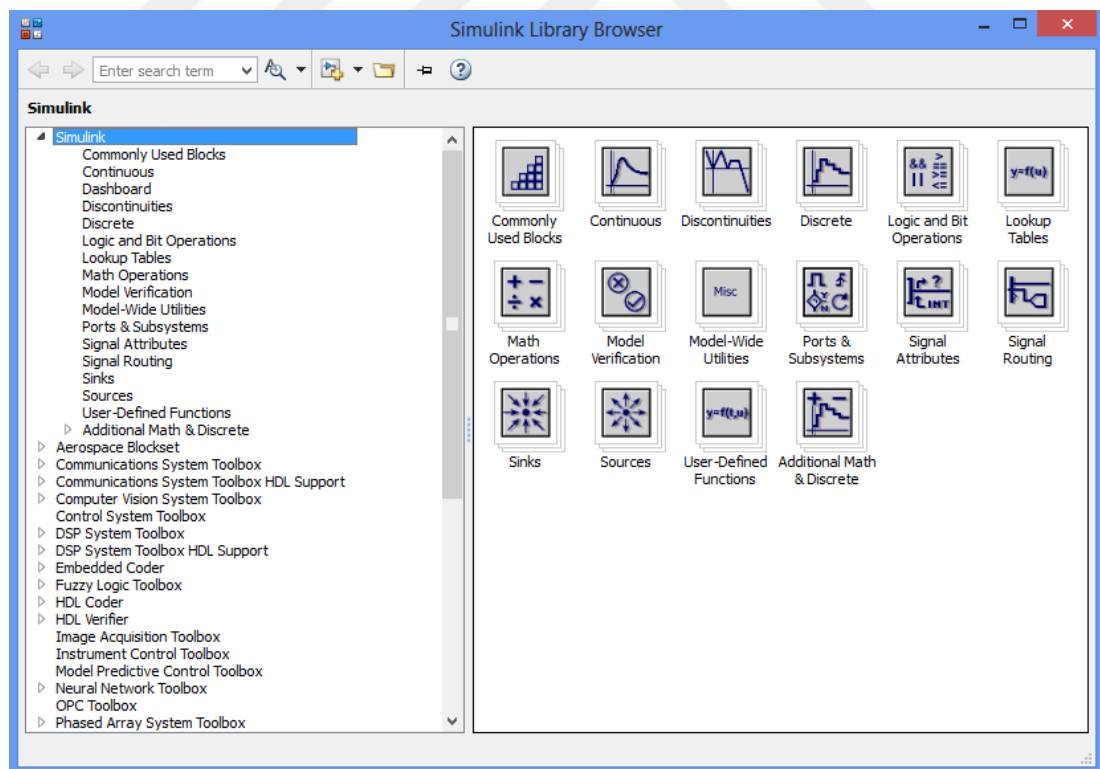 Simulink Library Browser
Enter search term
Simulink
Simulink
Commonly Used Blocks
Continuous
Dashboard
Discontinuities
Discrete
Logic and Bit Operations
Lookup Tables
Math Operations
Model Verification
Model-Wide Utilities
Ports & Subsystems
Signal Attributes
Signal Routing
Sinks
Sources
User-Defined Functions
Additional Math & Discrete
Aerospace Blockset
Communications System Toolbox
Communications System Toolbox HDL Support
Computer Vision System Toolbox
Control System Toolbox
DSP System Toolbox
DSP System Toolbox HDL Support
Embedded Coder
Fuzzy Logic Toolbox
HDL Coder
HDL Verifier
Image Acquisition Toolbox
Instrument Control Toolbox
Model Predictive Control Toolbox
Neural Network Toolbox
OPC Toolbox
Phased Array System Toolbox
&& >
|| >=
<=
y=f(u)
Commonly
Used Blocks
Continuous
Discontinuities
Discrete
Logic and Bit
Operations
Lookup
Tables
+ −
÷ ×
Misc
Y
N
?
INT
Math
Operations
Model
Verification
Model-Wide
Utilities
Ports &
Subsystems
Signal
Attributes
Signal
Routing
y=f(t,u)
+ −
Sinks
Sources
User-Defined
Functions
Additional Math
& Discrete